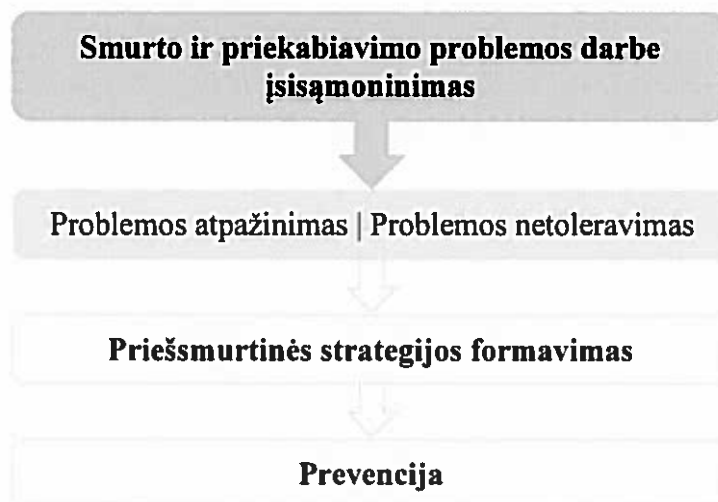 Smurto ir priekabiavimo problemos darbe
įsisąmoninimas
Problemos atpažinimas | Problemos netoleravimas
Priešsmurtinės strategijos formavimas
Prevencija